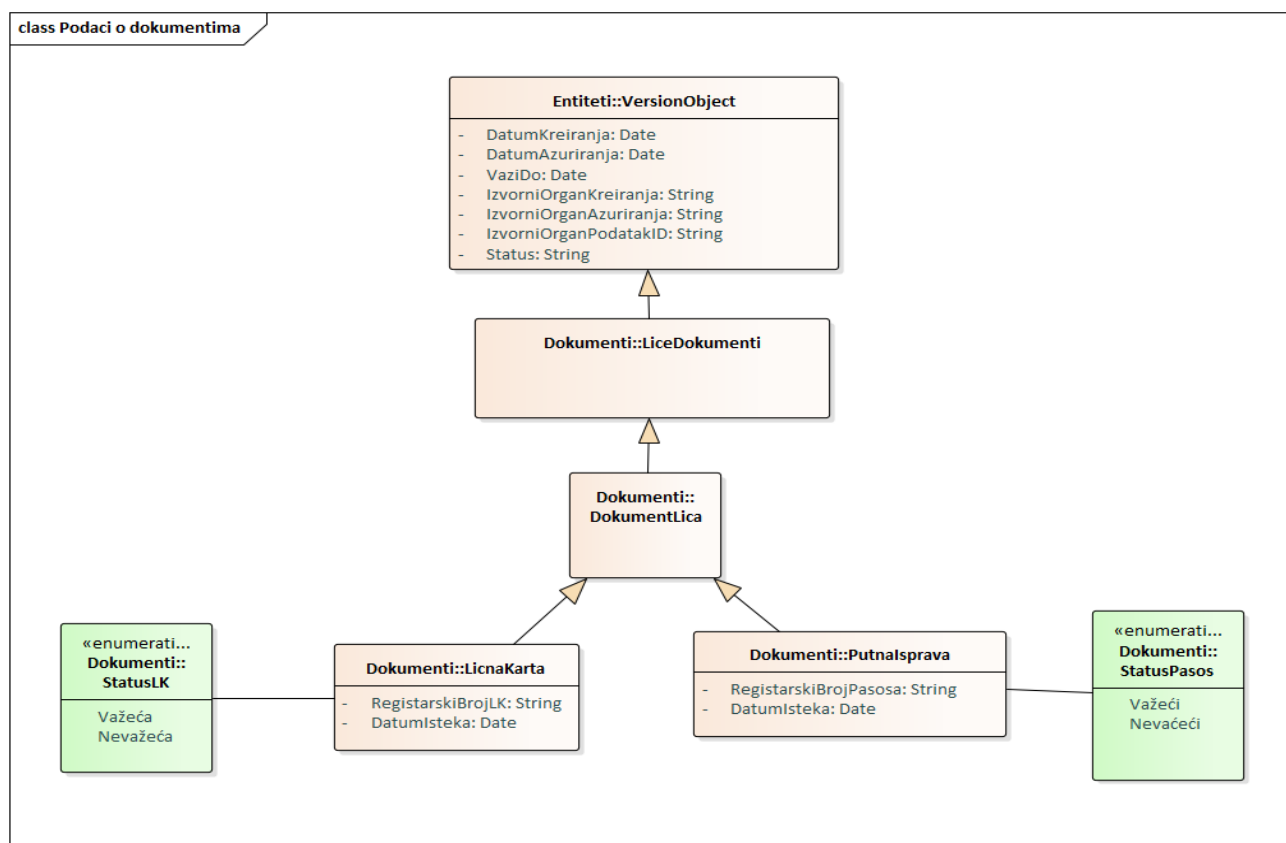 class Podaci o dokumentima
Entiteti::VersionObject
- DatumKreiranja: Date
- DatumAzuriranja: Date
- VaziDo: Date
- IzvorniOrganKreiranja: String
- IzvorniOrganAzuriranja: String
- IzvorniOrganPodatakID: String
- Status: String
Dokumenti::LiceDokumenti
Dokumenti::
DokumentLica
«enumerati...
Dokumenti::
StatusLK
Važeća
Nevažeća
Dokumenti::LicnaKarta
- RegistarskiBrojLK: String
- DatumIsteka: Date
Dokumenti::PutnaIsprava
- RegistarskiBrojPasosa: String
- DatumIsteka: Date
«enumerati...
Dokumenti::
StatusPasos
Važeći
Nevaćeći